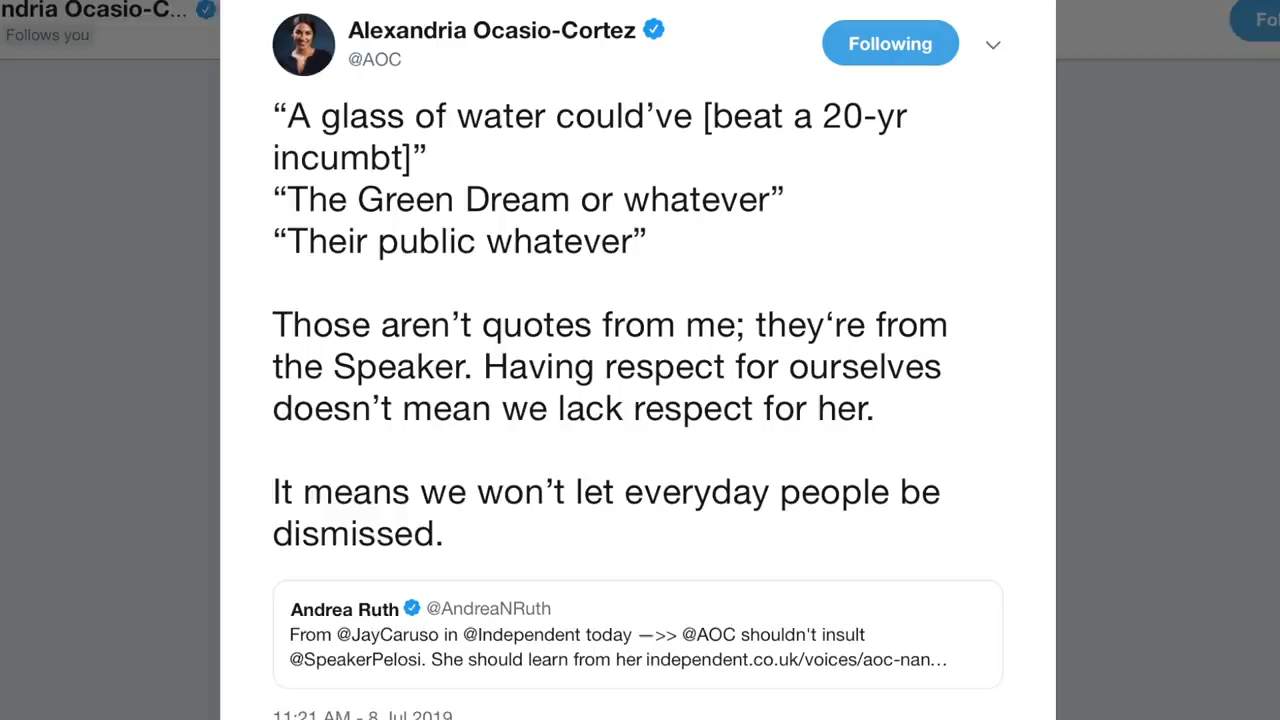 ndria Ocasio-C...
Follows you
Alexandria Ocasio-Cortez
@AOC
Following
“A glass of water could’ve [beat a 20-yr
incumbt]”
“The Green Dream or whatever”
“Their public whatever”
Those aren’t quotes from me; they‘re from
the Speaker. Having respect for ourselves
doesn’t mean we lack respect for her.
It means we won’t let everyday people be
dismissed.
Andrea Ruth @AndreaNRuth
From @JayCaruso in @Independent today —>> @AOC shouldn't insult
@SpeakerPelosi. She should learn from her independent.co.uk/voices/aoc-nan...
11:21 AM - 8 Jul 2019
Fo